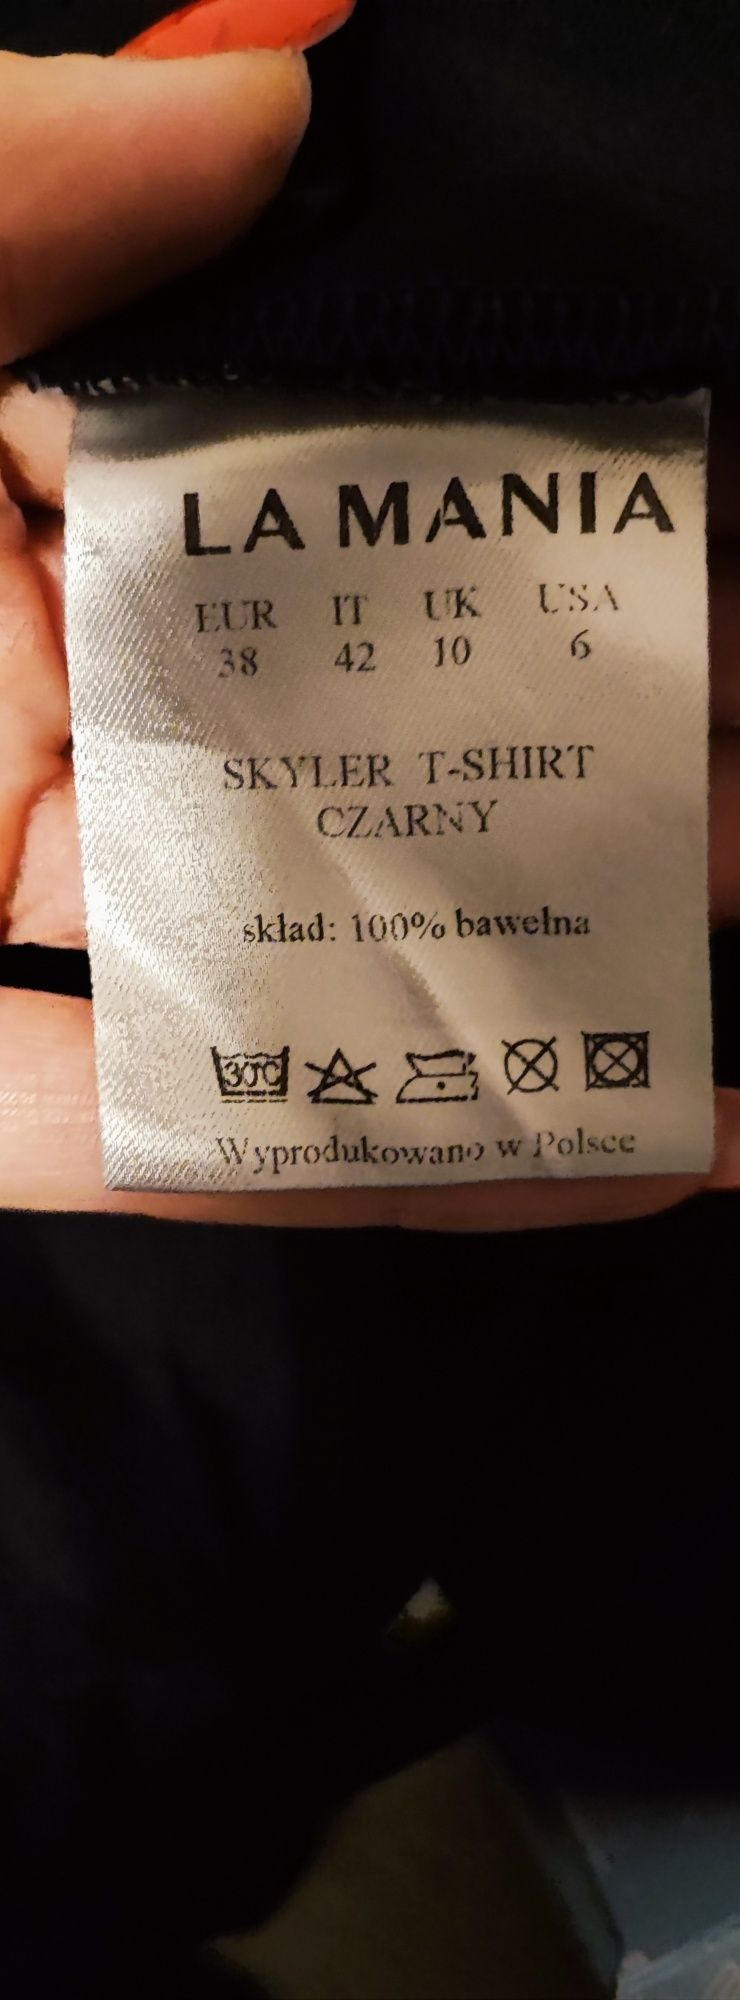 LA MANIA
EUR IT UK USA
38 42 10 6
SKYLER T-SHIRT
CZARNY
skład: 100% bawełna
30°C
Wyprodukowano w Polsce